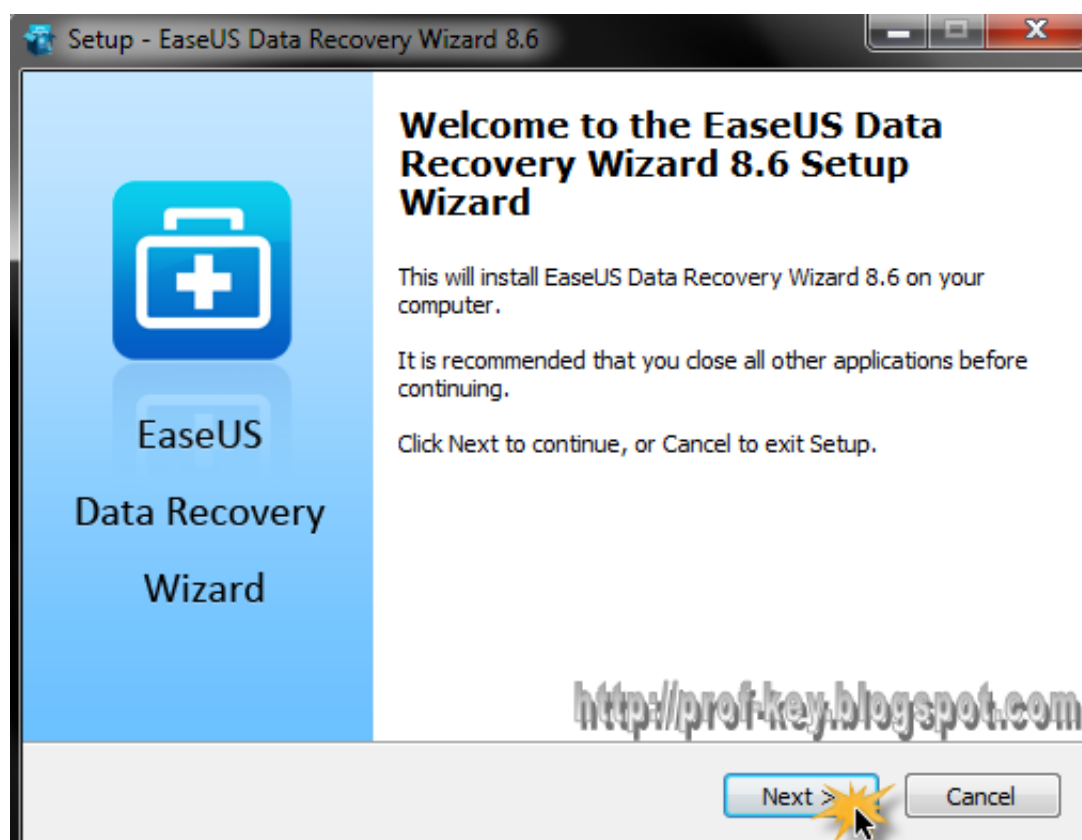 Setup - EaseUS Data Recovery Wizard 8.6
Welcome to the EaseUS Data
Recovery Wizard 8.6 Setup
Wizard
This will install EaseUS Data Recovery Wizard 8.6 on your
computer.
It is recommended that you close all other applications before
continuing.
Click Next to continue, or Cancel to exit Setup.
EaseUS
Data Recovery
Wizard
http://prof-key.blogspot.com
Next >
Cancel